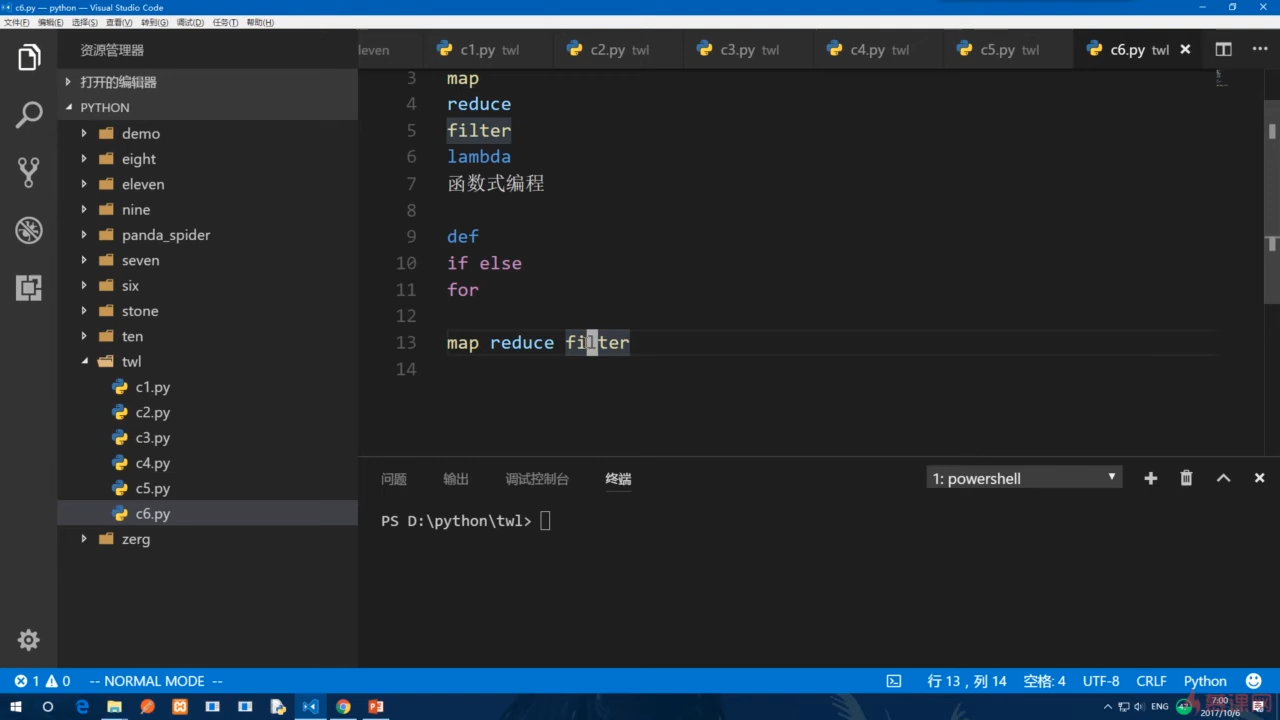 c6.py — python — Visual Studio Code
文件(F) 编辑(E) 选择(S) 查看(V) 转到(G) 调试(D) 任务(T) 帮助(H)
资源管理器
leven c1.py twl c2.py twl c3.py twl c4.py twl c5.py twl c6.py twl
打开的编辑器
PYTHON
demo
eight
eleven
nine
panda_spider
seven
six
stone
ten
twl
c1.py
c2.py
c3.py
c4.py
c5.py
c6.py
zerg
3 map
4 reduce
5 filter
6 lambda
7 函数式编程
8
9 def
10 if else
11 for
12
13 map reduce filter
14
问题 输出 调试控制台 终端 1: powershell
PS D:\python\twl>
1 0 -- NORMAL MODE -- 行 13，列 14 空格: 4 UTF-8 CRLF Python
ENG 47 7:00
2017/10/6
慕课网